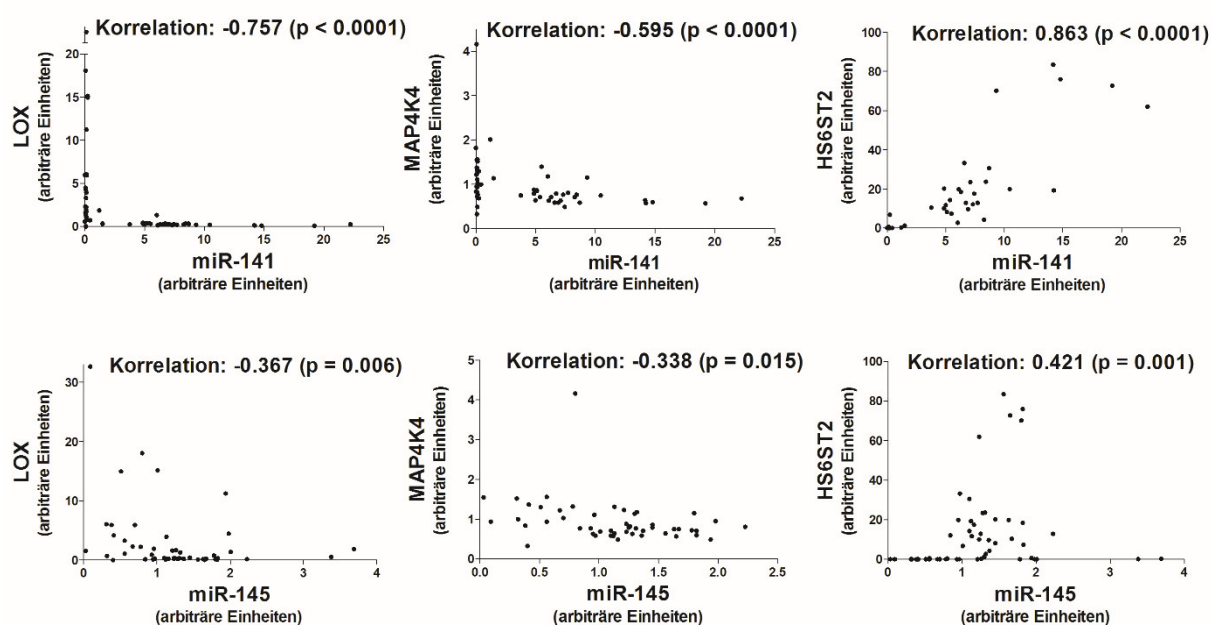 Korrelation: -0.757 (p < 0.0001)
LOX
(arbiträre Einheiten)
20
15
10
5
0
0 5 10 15 20 25
miR-141
(arbiträre Einheiten)
Korrelation: -0.595 (p < 0.0001)
MAP4K4
(arbiträre Einheiten)
4
3
2
1
0
0 5 10 15 20 25
miR-141
(arbiträre Einheiten)
Korrelation: 0.863 (p < 0.0001)
HS6ST2
(arbiträre Einheiten)
100
80
60
40
20
0
0 5 10 15 20 25
miR-141
(arbiträre Einheiten)
Korrelation: -0.367 (p = 0.006)
LOX
(arbiträre Einheiten)
30
20
10
0
0 1 2 3 4
miR-145
(arbiträre Einheiten)
Korrelation: -0.338 (p = 0.015)
MAP4K4
(arbiträre Einheiten)
5
4
3
2
1
0
0.0 0.5 1.0 1.5 2.0 2.5
miR-145
(arbiträre Einheiten)
Korrelation: 0.421 (p = 0.001)
HS6ST2
(arbiträre Einheiten)
100
80
60
40
20
0
0 1 2 3 4
miR-145
(arbiträre Einheiten)